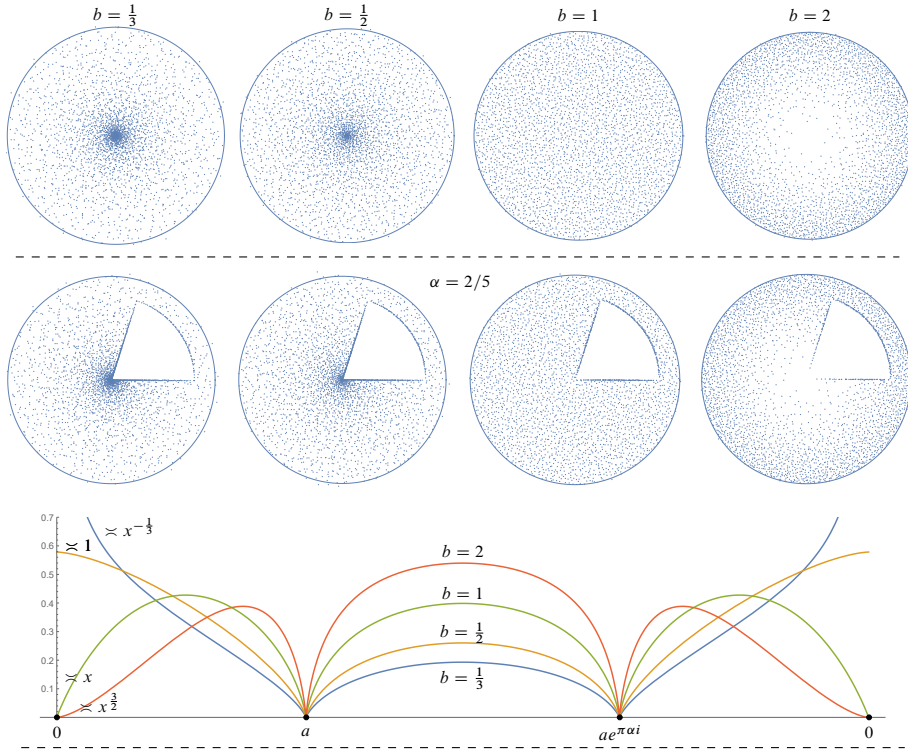 b = 1/3 b = 1/2 b = 1 b = 2
α = 2/5
0.7
≍ x^{-1/3}
0.6
≍ 1
0.5
0.4
0.3
0.2
≍ x
0.1
≍ x^{3/2}
b = 2
b = 1
b = 1/2
b = 1/3
0 a ae^{παi} 0